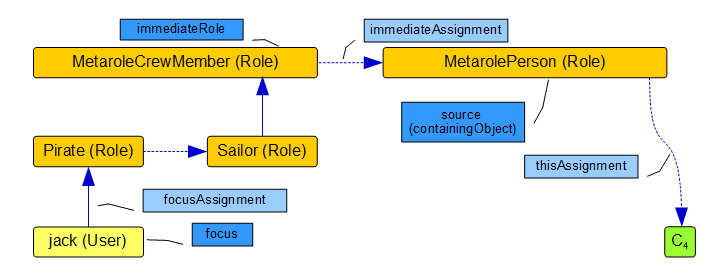 immediateRole
immediateAssignment
MetaroleCrewMember (Role)
MetarolePerson (Role)
source
(containingObject)
Pirate (Role)
Sailor (Role)
thisAssignment
focusAssignment
focus
jack (User)
C4